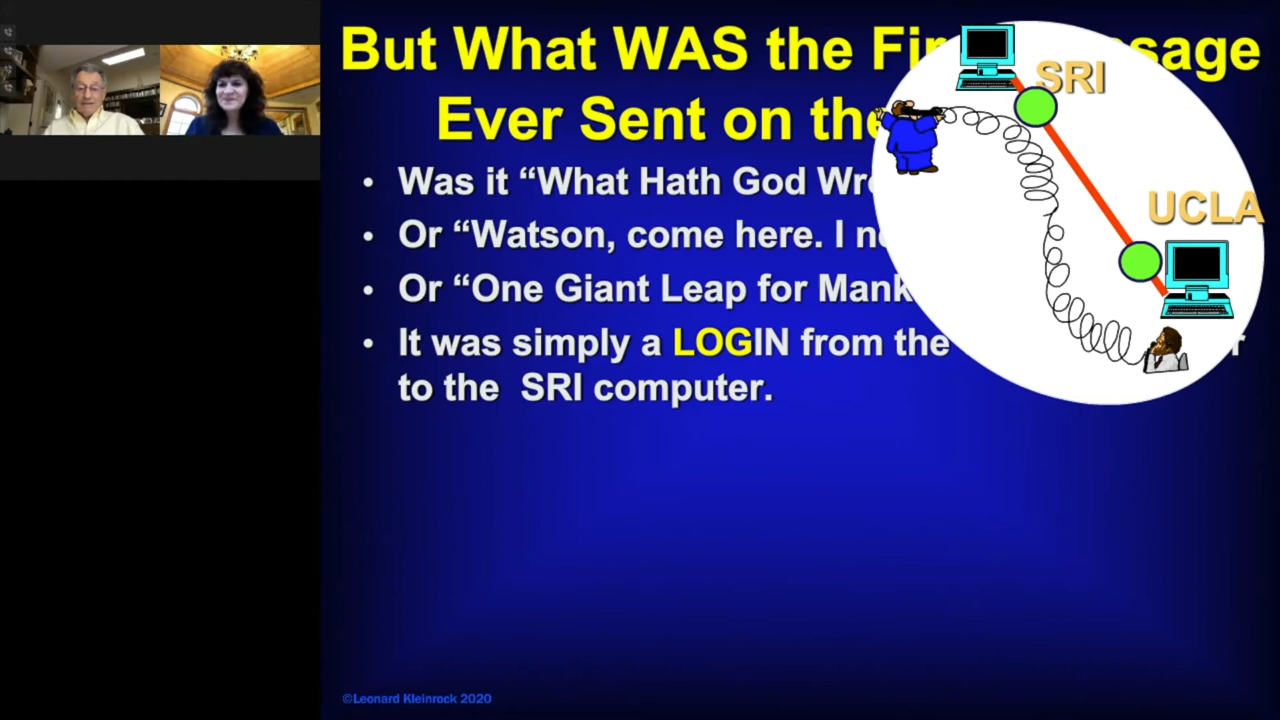 But What WAS the Fi ssage
Ever Sent on the
• Was it “What Hath God Wr
• Or “Watson, come here. I n
• Or “One Giant Leap for Mank
• It was simply a LOGIN from the r
to the SRI computer.
SRI
UCLA
©Leonard Kleinrock 2020